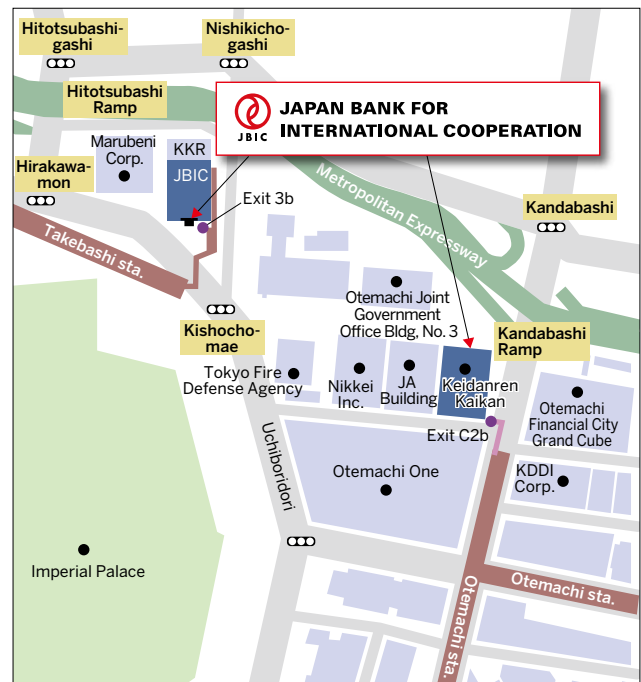 Hitotsubashi-
gashi
Nishikicho-
gashi
Hitotsubashi
Ramp
JBIC
JAPAN BANK FOR
INTERNATIONAL COOPERATION
Marubeni
Corp.
KKR
JBIC
Hirakawa-
mon
Exit 3b
Metropolitan Expressway
Kandabashi
Takebashi sta.
Kishocho-
mae
Otemachi Joint
Government
Office Bldg, No. 3
Kandabashi
Ramp
Tokyo Fire
Defense Agency
Nikkei
Inc.
JA
Building
Keidanren
Kaikan
Otemachi
Financial City
Grand Cube
Exit C2b
Uchiboridori
Otemachi One
KDDI
Corp.
Imperial Palace
Otemachi sta.
Otemachi sta.